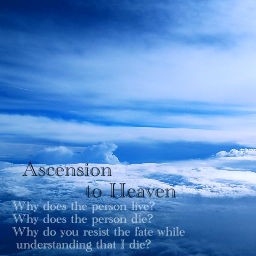 Ascension
to Heaven
Why does the person live?
Why does the person die?
Why do you resist the fate while
understanding that I die?